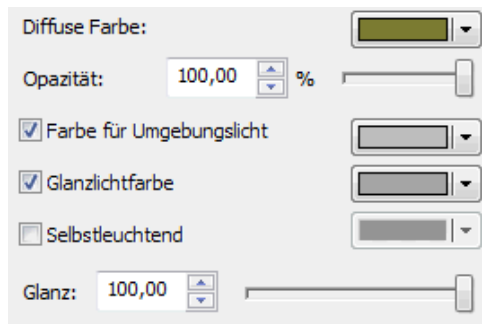 Diffuse Farbe:
Opazität: 100,00 %
Farbe für Umgebungslicht
Glanzlichtfarbe
Selbstleuchtend
Glanz: 100,00